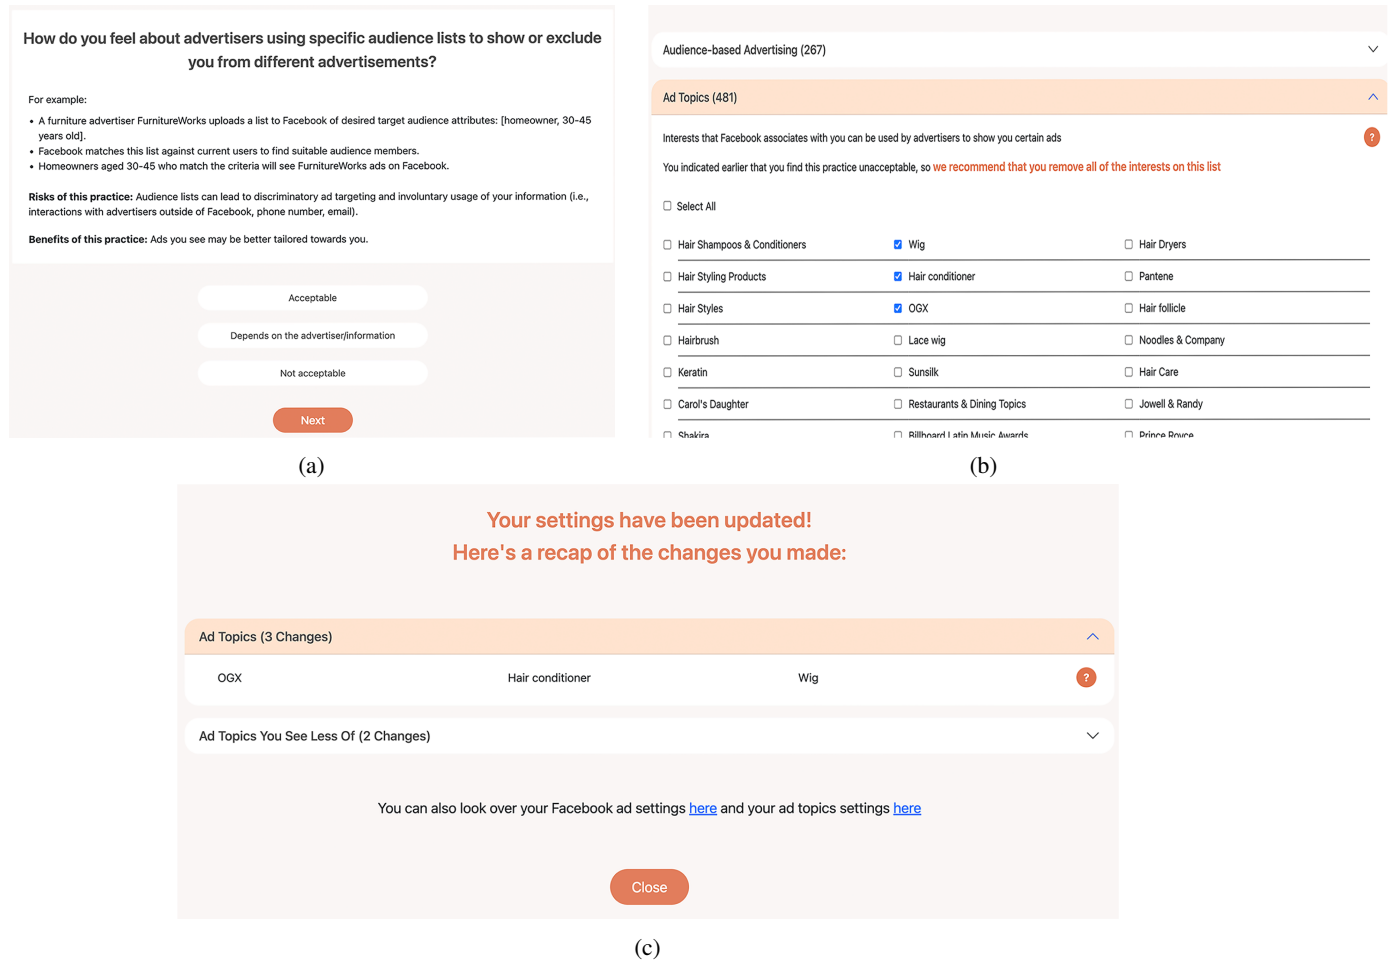 How do you feel about advertisers using specific audience lists to show or exclude
you from different advertisements?
For example:
• A furniture advertiser FurnitureWorks uploads a list to Facebook of desired target audience attributes: [homeowner, 30-45
years old].
• Facebook matches this list against current users to find suitable audience members.
• Homeowners aged 30-45 who match the criteria will see FurnitureWorks ads on Facebook.
Risks of this practice: Audience lists can lead to discriminatory ad targeting and involuntary usage of your information (i.e.,
interactions with advertisers outside of Facebook, phone number, email).
Benefits of this practice: Ads you see may be better tailored towards you.
Acceptable
Depends on the advertiser/information
Not acceptable
Next
(a)
Audience-based Advertising (267)
Ad Topics (481)
Interests that Facebook associates with you can be used by advertisers to show you certain ads
?
You indicated earlier that you find this practice unacceptable, so we recommend that you remove all of the interests on this list
Select All
Hair Shampoos & Conditioners Wig Hair Dryers
Hair Styling Products Hair conditioner Pantene
Hair Styles OGX Hair follicle
Hairbrush Lace wig Noodles & Company
Keratin Sunsilk Hair Care
Carol's Daughter Restaurants & Dining Topics Jowell & Randy
Shakira Billboard Latin Music Awards Prince Royce
(b)
Your settings have been updated!
Here's a recap of the changes you made:
Ad Topics (3 Changes)
OGX Hair conditioner Wig ?
Ad Topics You See Less Of (2 Changes)
You can also look over your Facebook ad settings here and your ad topics settings here
Close
(c)